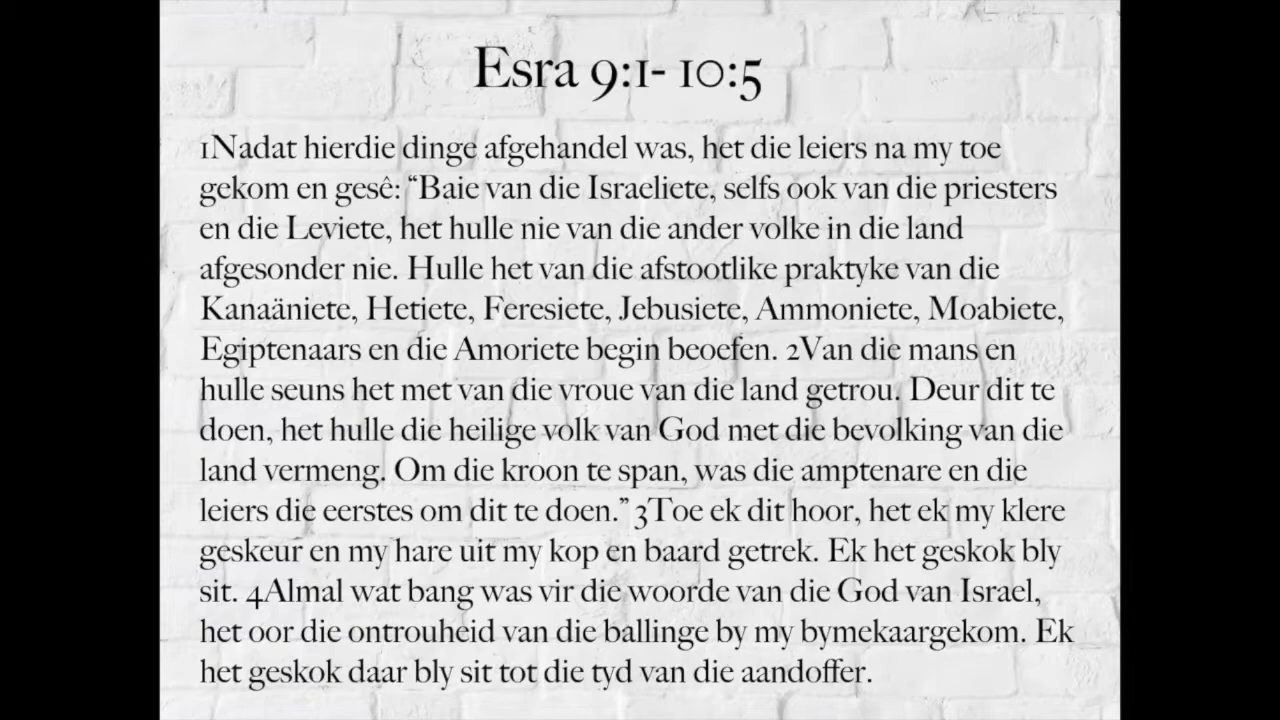 Esra 9:1- 10:5
1Nadat hierdie dinge afgehandel was, het die leiers na my toe
gekom en gesê: “Baie van die Israeliete, selfs ook van die priesters
en die Leviete, het hulle nie van die ander volke in die land
afgesonder nie. Hulle het van die afstootlike praktyke van die
Kanaäniete, Hetiete, Feresiete, Jebusiete, Ammoniete, Moabiete,
Egiptenaars en die Amoriete begin beoefen. 2Van die mans en
hulle seuns het met van die vroue van die land getrou. Deur dit te
doen, het hulle die heilige volk van God met die bevolking van die
land vermeng. Om die kroon te span, was die amptenare en die
leiers die eerstes om dit te doen.” 3Toe ek dit hoor, het ek my klere
geskeur en my hare uit my kop en baard getrek. Ek het geskok bly
sit. 4Almal wat bang was vir die woorde van die God van Israel,
het oor die ontrouheid van die ballinge by my bymekaargekom. Ek
het geskok daar bly sit tot die tyd van die aandoffer.